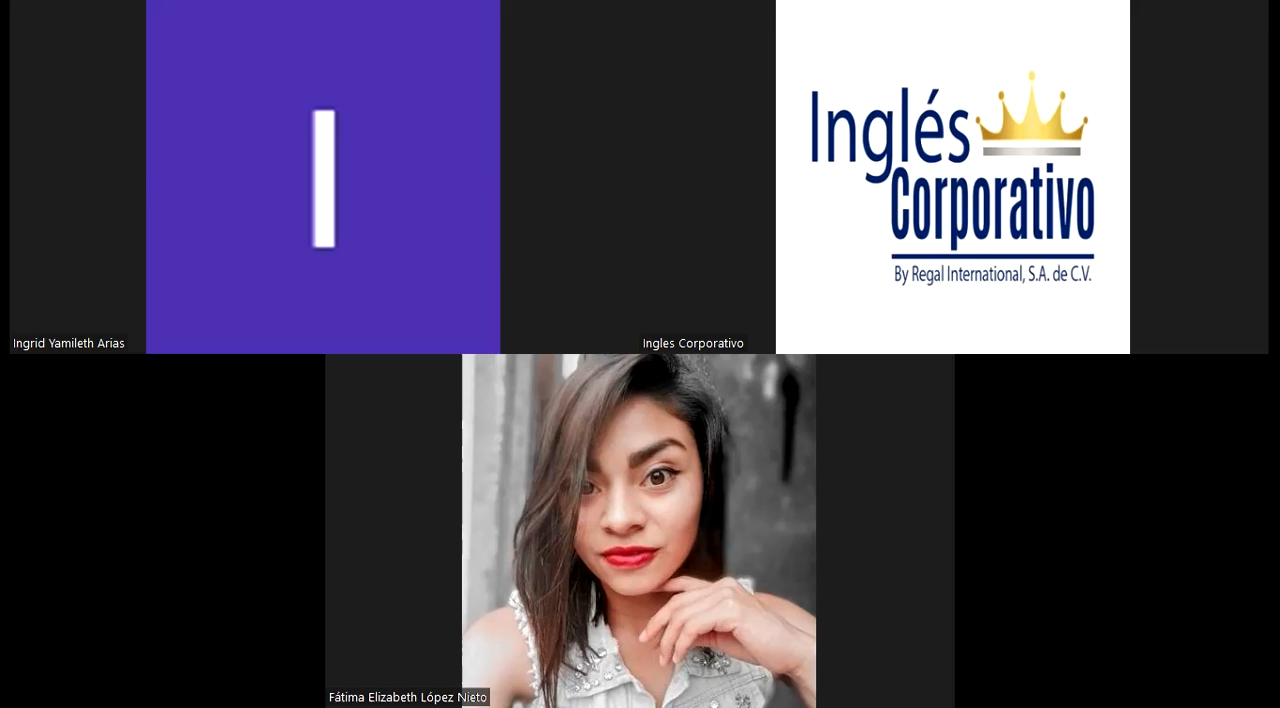 I
Inglés
Corporativo
By Regal International, S.A. de C.V.
Ingrid Yamileth Arias
Ingles Corporativo
Fátima Elizabeth López Nieto